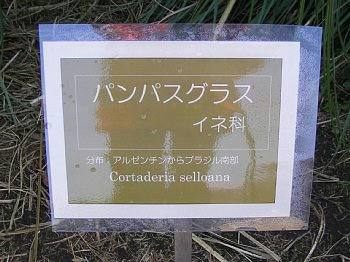 パンパスグラス
イネ科
分布:アルゼンチンからブラジル南部
Cortaderia selloana